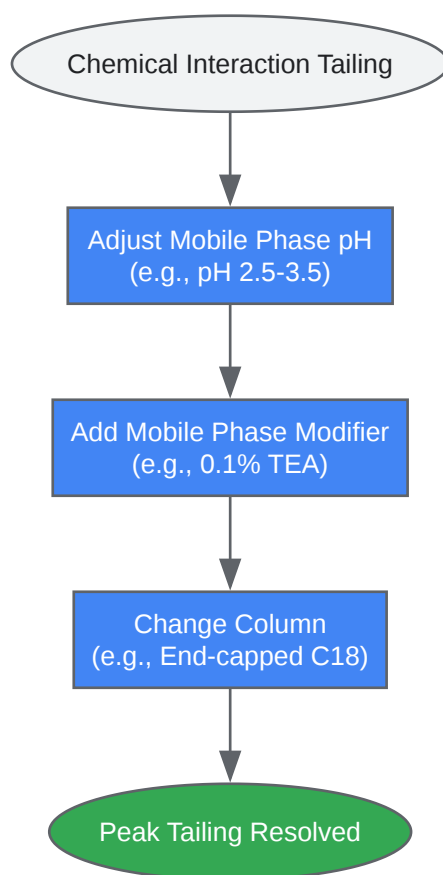 Chemical Interaction Tailing
Adjust Mobile Phase pH
(e.g., pH 2.5-3.5)
Add Mobile Phase Modifier
(e.g., 0.1% TEA)
Change Column
(e.g., End-capped C18)
Peak Tailing Resolved